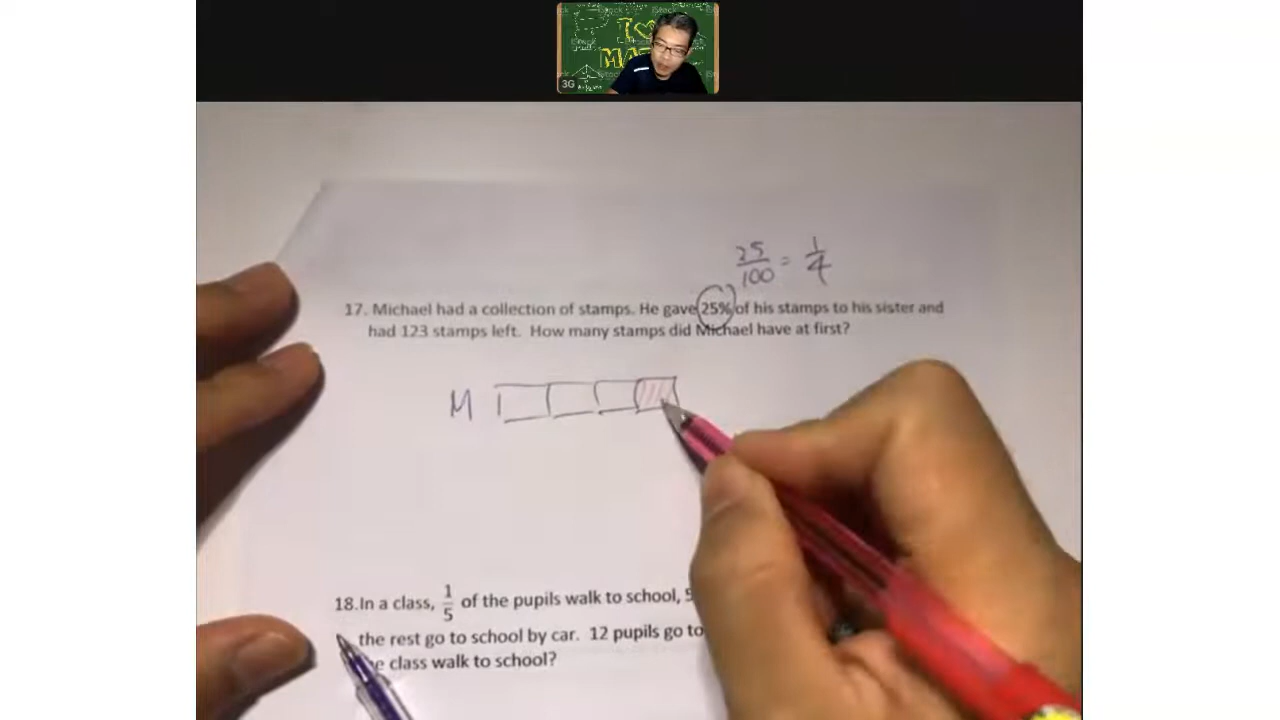 I
MA
3G
25/100 = 1/4
17. Michael had a collection of stamps. He gave 25% of his stamps to his sister and
had 123 stamps left. How many stamps did Michael have at first?
M
18.In a class, 1/5 of the pupils walk to school, 5
the rest go to school by car. 12 pupils go to
class walk to school?